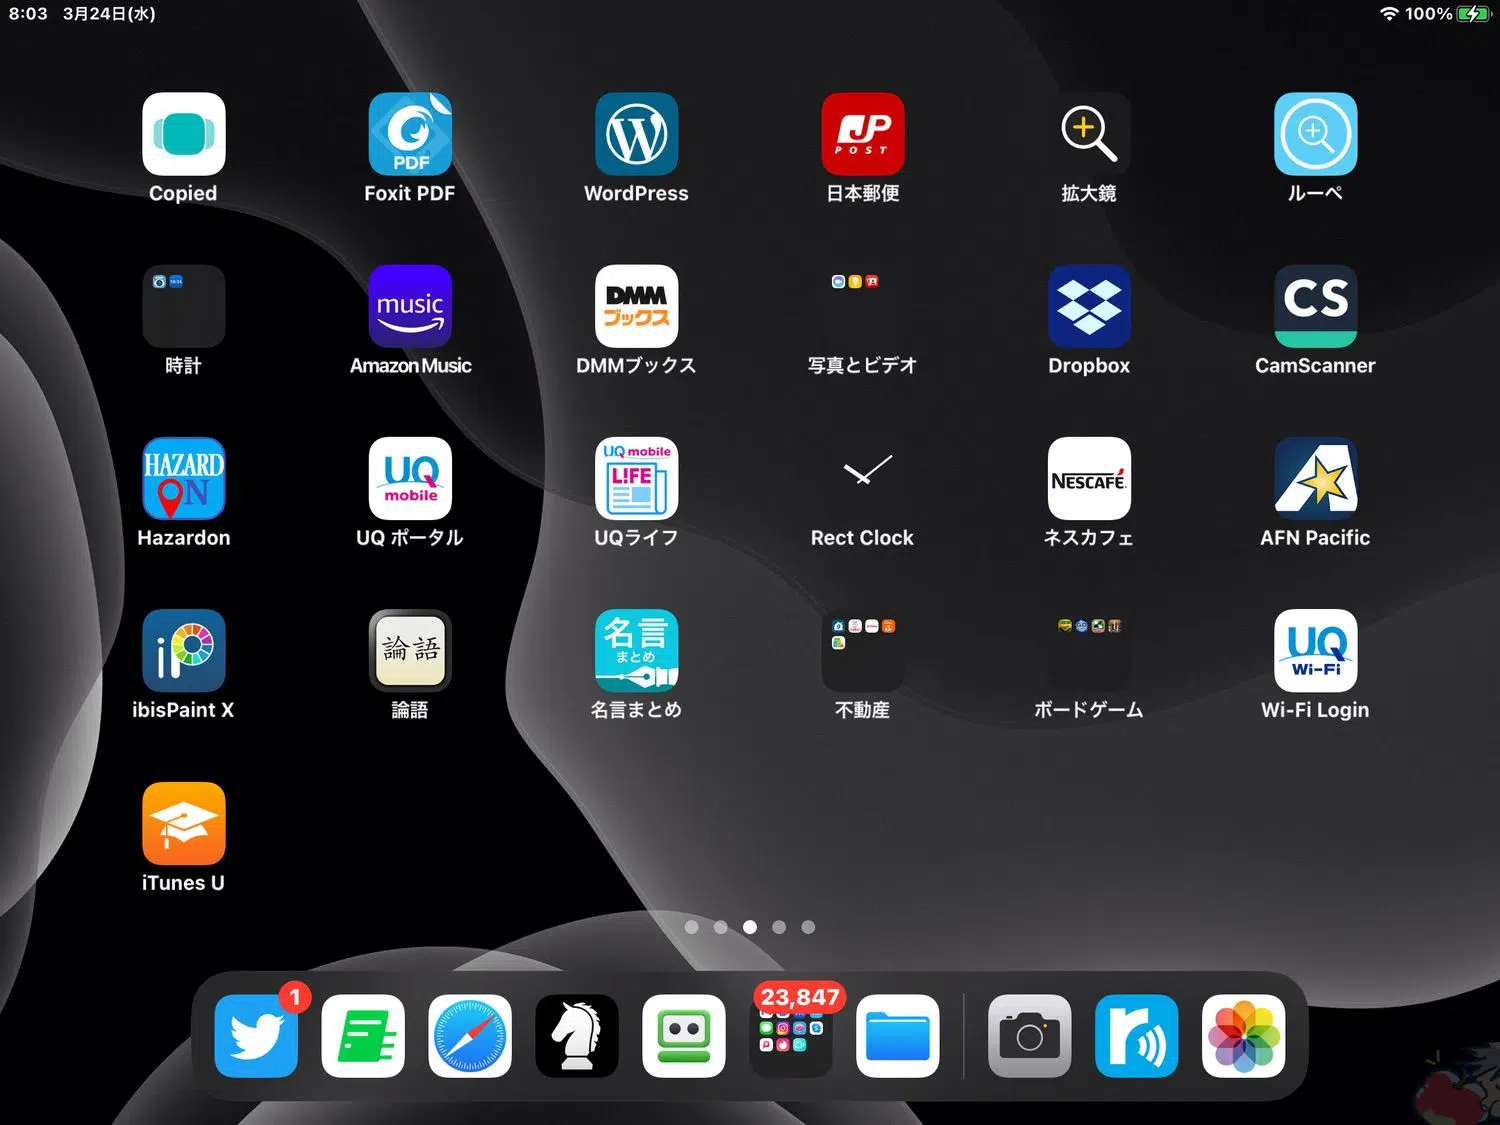 8:03 3月24日(水)
100%
PDF
JP
POST
Copied
Foxit PDF
WordPress
日本郵便
拡大鏡
ルーペ
music
DMM
ブックス
CS
時計
Amazon Music
DMMブックス
写真とビデオ
Dropbox
CamScanner
HAZARD
ON
UQ
mobile
UQ mobile
L!FE
NESCAFÉ
Hazardon
UQ ポータル
UQライフ
Rect Clock
ネスカフェ
AFN Pacific
iP
論語
名言
まとめ
UQ
Wi-Fi
ibisPaint X
論語
名言まとめ
不動産
ボードゲーム
Wi-Fi Login
iTunes U
1
23,847